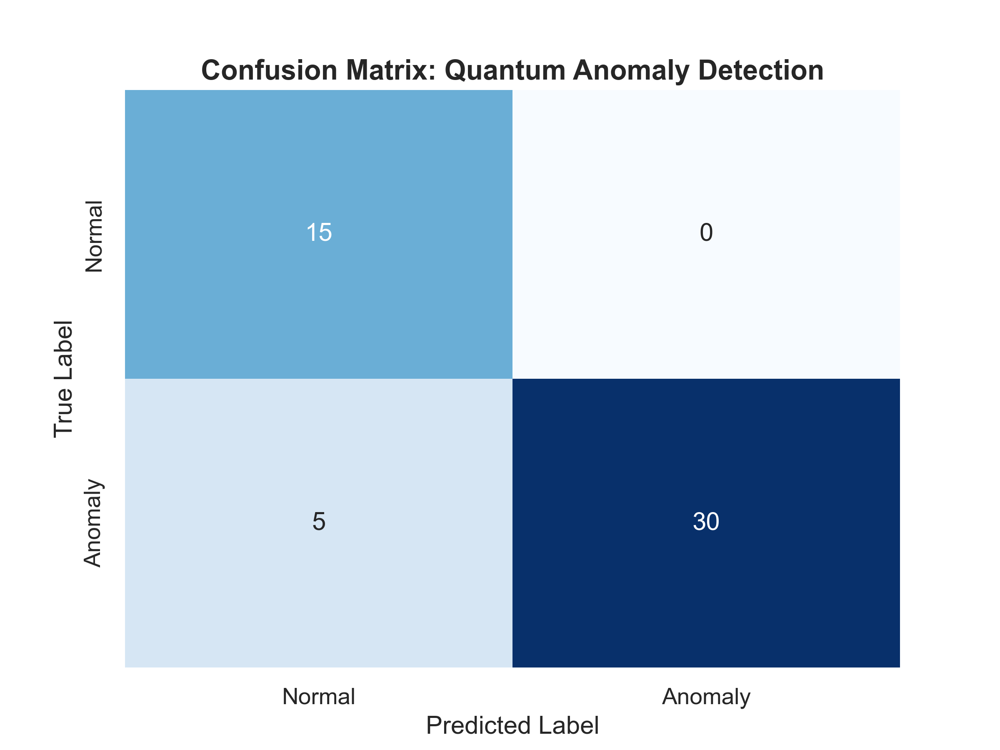 Confusion Matrix: Quantum Anomaly Detection
True Label
Normal
15
0
Anomaly
5
30
Normal
Anomaly
Predicted Label